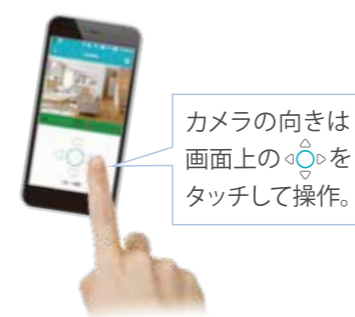 カメラの向きは
画面上の を
タッチして操作。